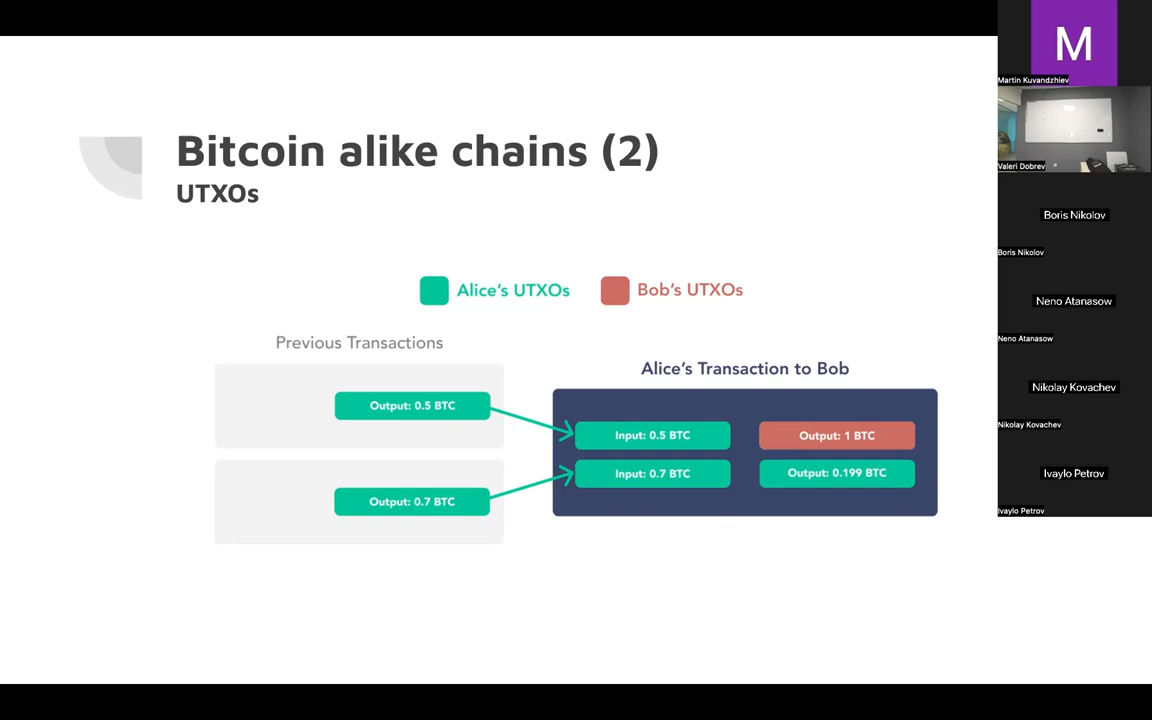 Bitcoin alike chains (2)
UTXOs
Alice's UTXOs
Bob's UTXOs
Previous Transactions
Output: 0.5 BTC
Output: 0.7 BTC
Alice's Transaction to Bob
Input: 0.5 BTC
Output: 1 BTC
Input: 0.7 BTC
Output: 0.199 BTC
M
Martin Kuvandzhiev
Valeri Dobrev
Boris Nikolov
Boris Nikolov
Neno Atanasow
Neno Atanasow
Nikolay Kovachev
Nikolay Kovachev
Ivaylo Petrov
Ivaylo Petrov